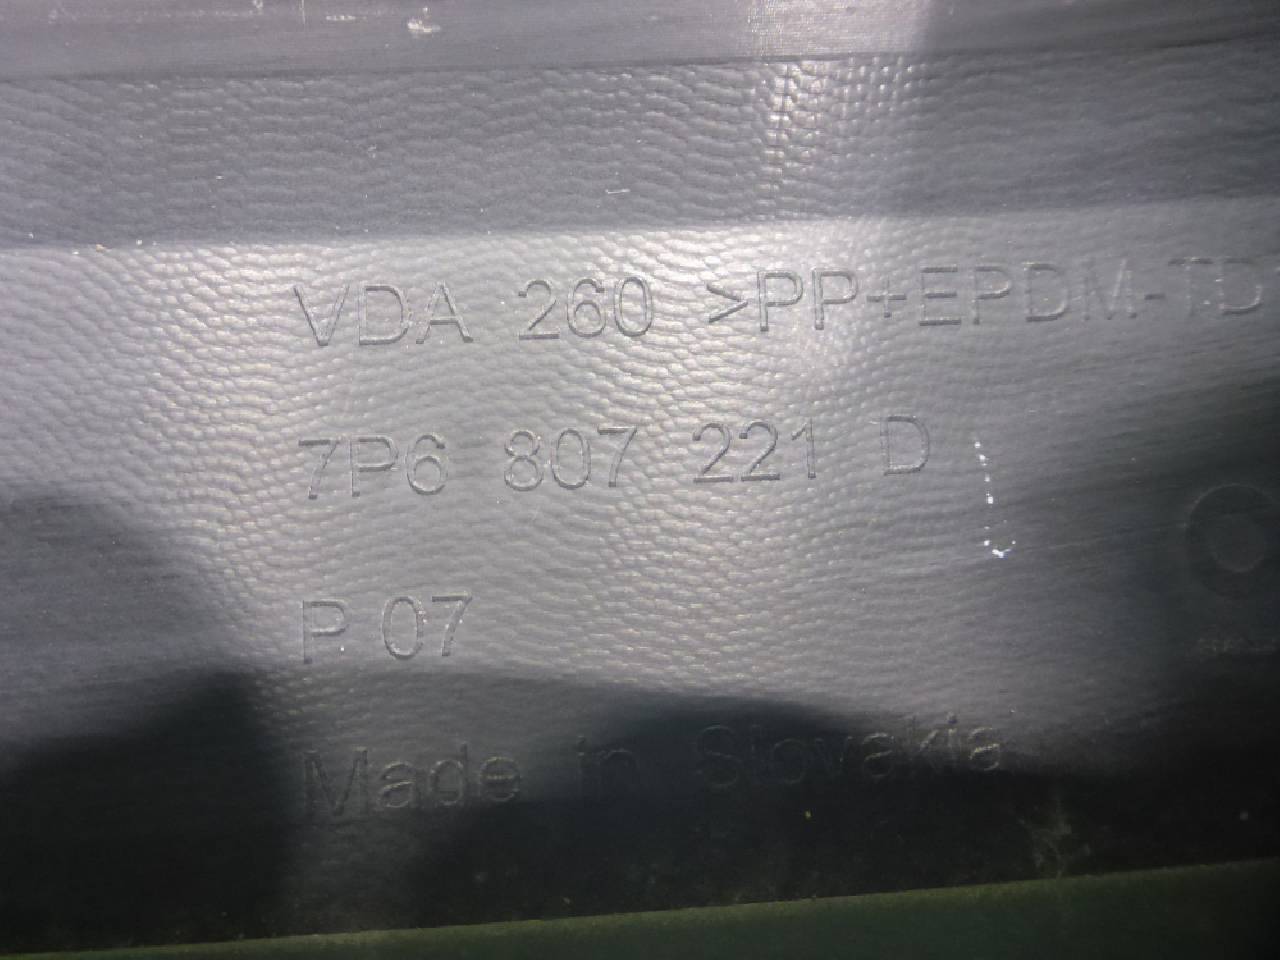 VDA 260 >PP+EPDM-TD
7P6 807 221 D
P 07
Made in Slovakia